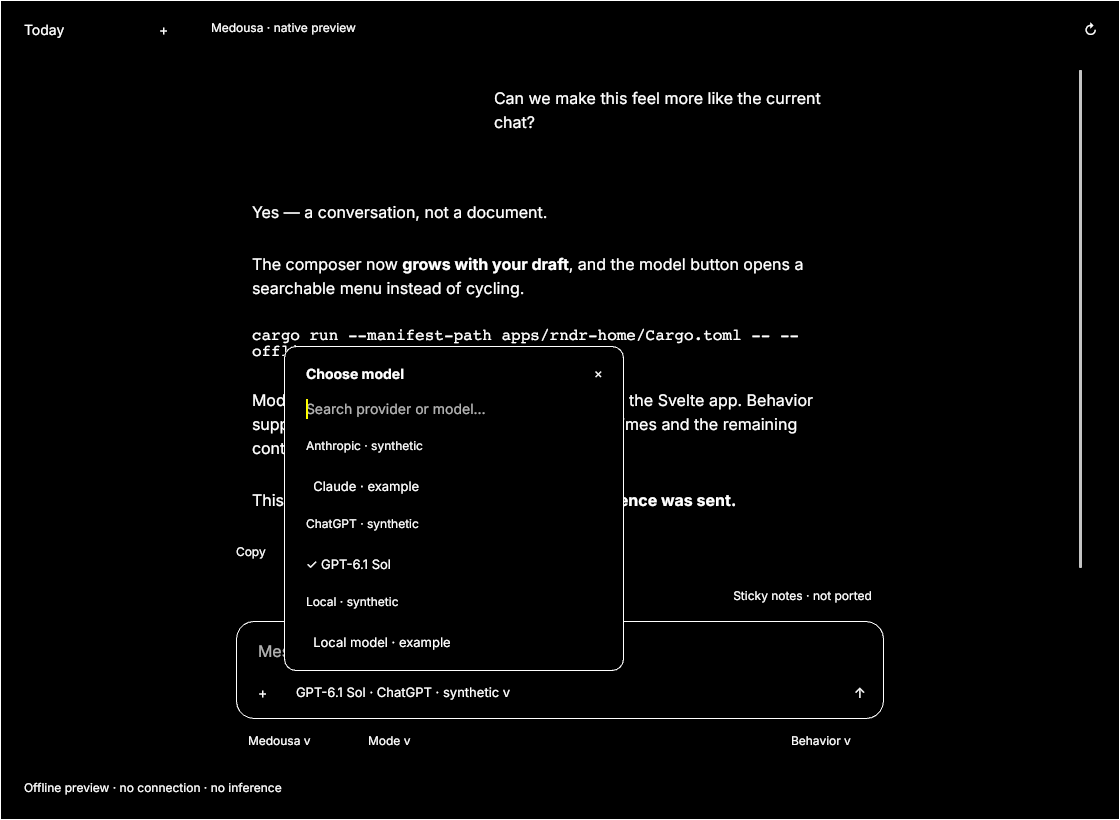 Today
+
Medousa · native preview
Can we make this feel more like the current
chat?
Yes — a conversation, not a document.
The composer now grows with your draft, and the model button opens a
searchable menu instead of cycling.
cargo run --manifest-path apps/rndr-home/Cargo.toml -- --
Choose model
×
Search provider or model...
Anthropic · synthetic
Claude · example
ChatGPT · synthetic
✓ GPT-6.1 Sol
Local · synthetic
Local model · example
the Svelte app. Behavior
and the remaining
This
was sent.
Copy
Sticky notes · not ported
+
GPT-6.1 Sol · ChatGPT · synthetic v
↑
Medousa v
Mode v
Behavior v
Offline preview · no connection · no inference